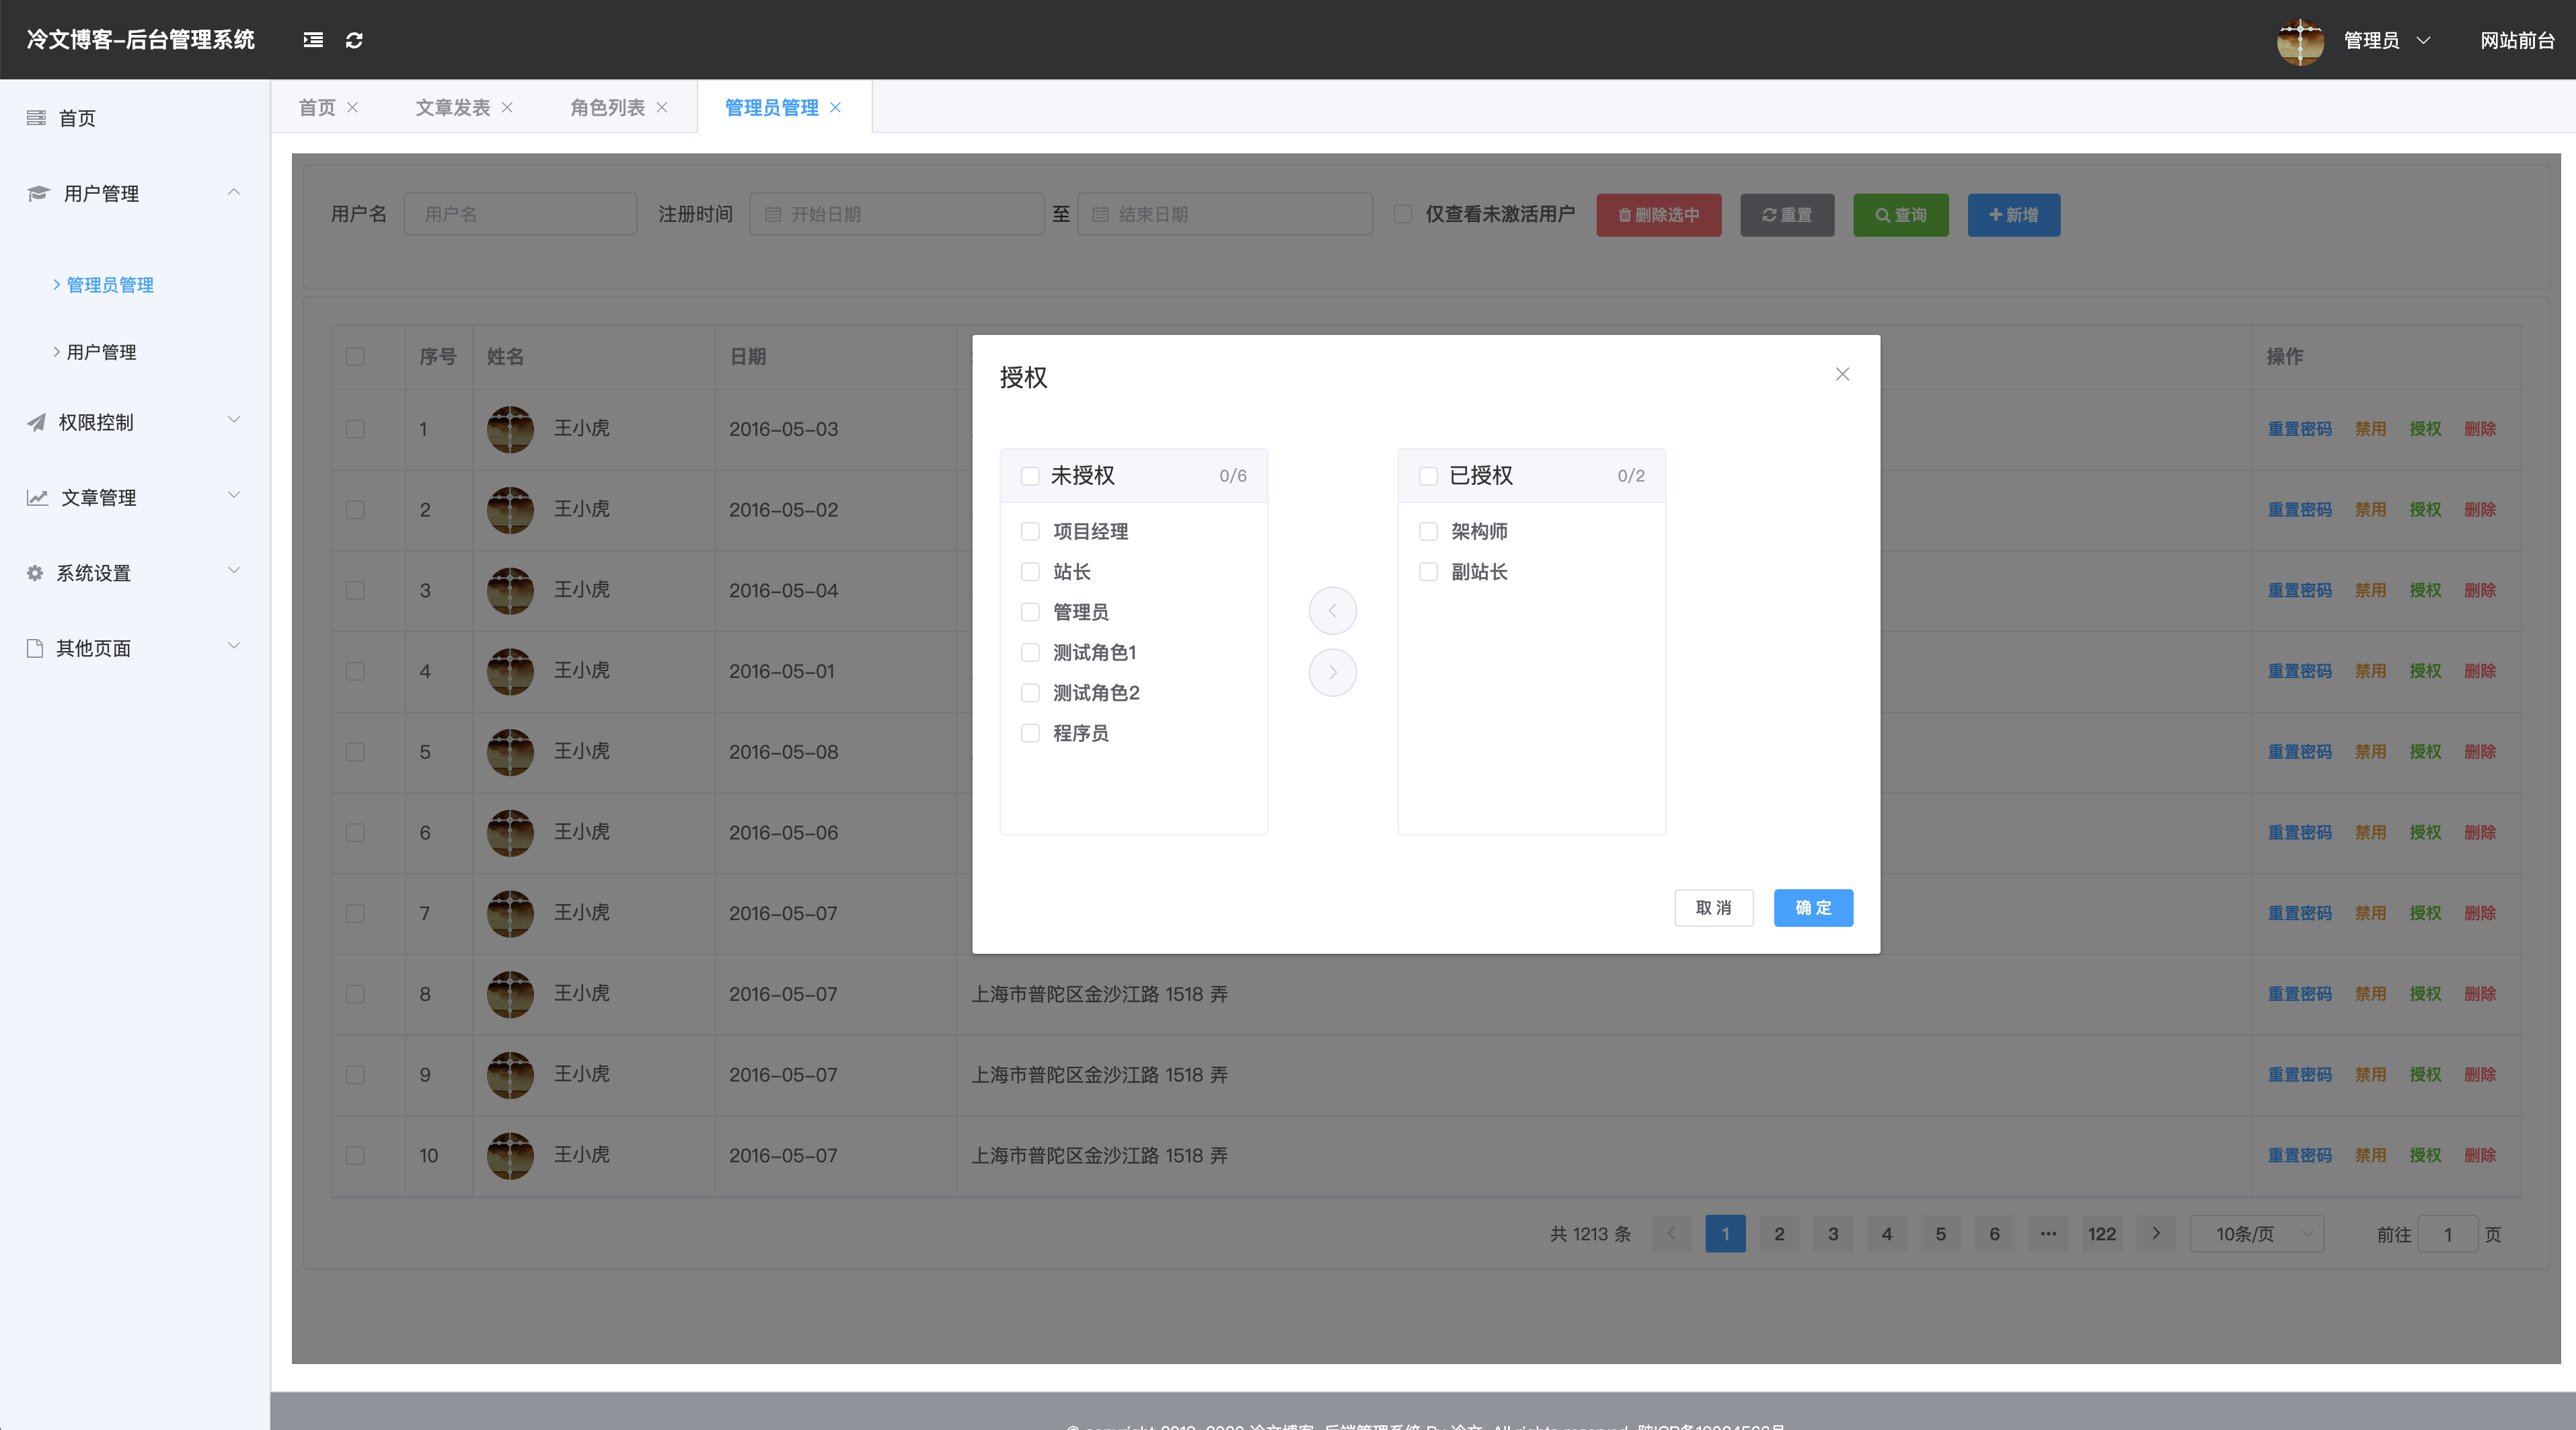 冷文博客-后台管理系统
管理员
网站前台
首页
用户管理
管理员管理
用户管理
权限控制
文章管理
系统设置
其他页面
首页 文章发表 角色列表 管理员管理
用户名 用户名 注册时间 开始日期 至 结束日期 仅查看未激活用户 删除选中 重置 查询 新增
序号 姓名 日期 操作
1 王小虎 2016-05-03 重置密码 禁用 授权 删除
2 王小虎 2016-05-02 重置密码 禁用 授权 删除
3 王小虎 2016-05-04 重置密码 禁用 授权 删除
4 王小虎 2016-05-01 重置密码 禁用 授权 删除
5 王小虎 2016-05-08 重置密码 禁用 授权 删除
6 王小虎 2016-05-06 重置密码 禁用 授权 删除
7 王小虎 2016-05-07 重置密码 禁用 授权 删除
8 王小虎 2016-05-07 上海市普陀区金沙江路 1518 弄 重置密码 禁用 授权 删除
9 王小虎 2016-05-07 上海市普陀区金沙江路 1518 弄 重置密码 禁用 授权 删除
10 王小虎 2016-05-07 上海市普陀区金沙江路 1518 弄 重置密码 禁用 授权 删除
授权
未授权 0/6
项目经理
站长
管理员
测试角色1
测试角色2
程序员
已授权 0/2
架构师
副站长
取 消 确 定
共 1213 条 1 2 3 4 5 6 ••• 122 10条/页 前往 1 页